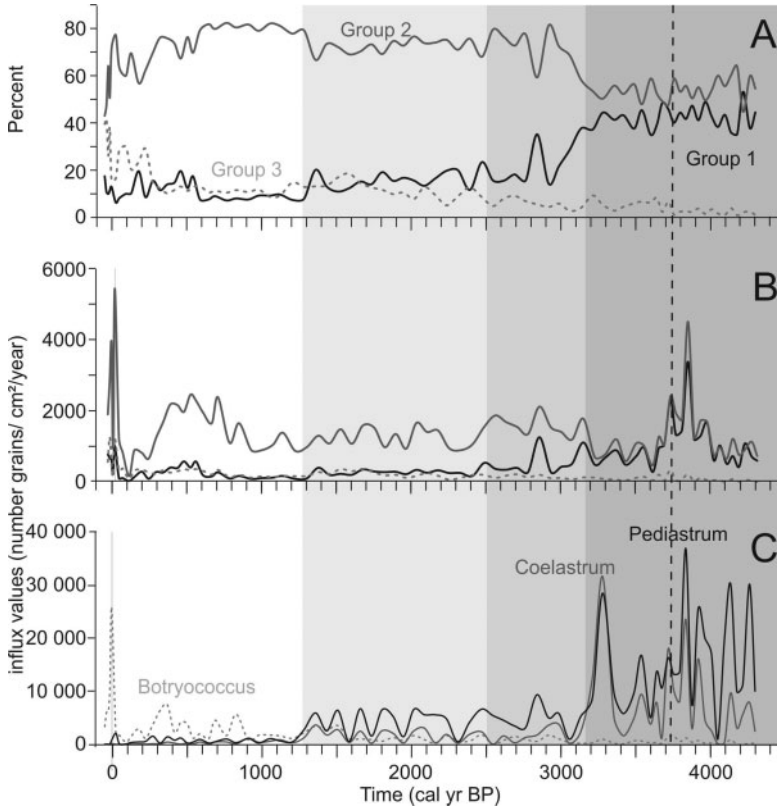 80
60
40
20
0
Percent
Group 2
A
Group 3
Group 1
6000
4000
2000
0
B
influx values (number grains/ cm²/year)
40 000
30 000
20 000
10 000
0
Pediastrum
C
Coelastrum
Botryococcus
0
1000
2000
3000
4000
Time (cal yr BP)